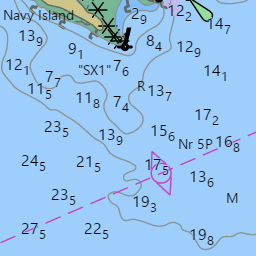 Navy Island 2₉ 12₂ 14₇
13₉ 9₁ 8₄ 12₉
12₁ 7₇ "SX1" 7₆ 14₁
11₅ 11₈ 7₄ R 13₇
17₂
23₅ 13₉ 15₆ Nr 5P 16₈
24₅ 21₅ 17₅ 13₆
23₅ 19₃ M
27₅ 22₅ 19₈